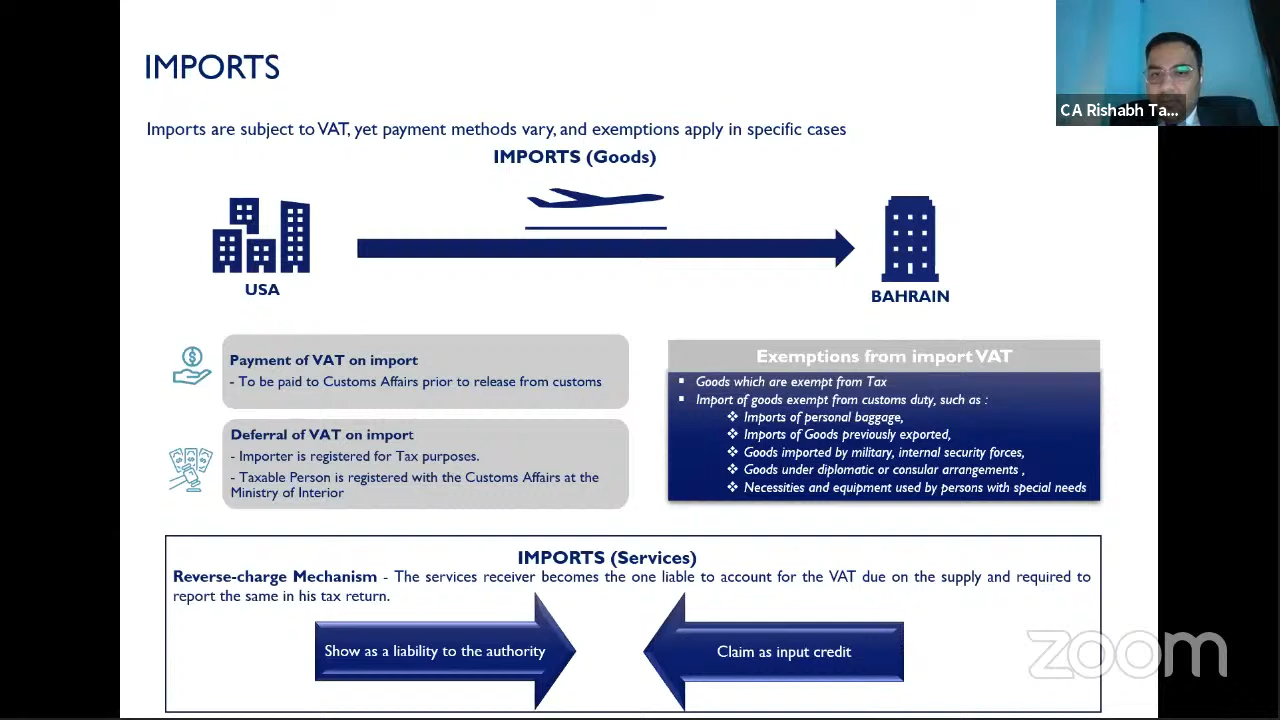 IMPORTS
CA Rishabh Ta...
Imports are subject to VAT, yet payment methods vary, and exemptions apply in specific cases
IMPORTS (Goods)
USA
BAHRAIN
Payment of VAT on import
- To be paid to Customs Affairs prior to release from customs
Deferral of VAT on import
- Importer is registered for Tax purposes.
- Taxable Person is registered with the Customs Affairs at the
Ministry of Interior
Exemptions from import VAT
▪ Goods which are exempt from Tax
▪ Import of goods exempt from customs duty, such as :
❖ Imports of personal baggage,
❖ Imports of Goods previously exported,
❖ Goods imported by military, internal security forces,
❖ Goods under diplomatic or consular arrangements ,
❖ Necessities and equipment used by persons with special needs
IMPORTS (Services)
Reverse-charge Mechanism - The services receiver becomes the one liable to account for the VAT due on the supply and required to
report the same in his tax return.
Show as a liability to the authority
Claim as input credit
zoom